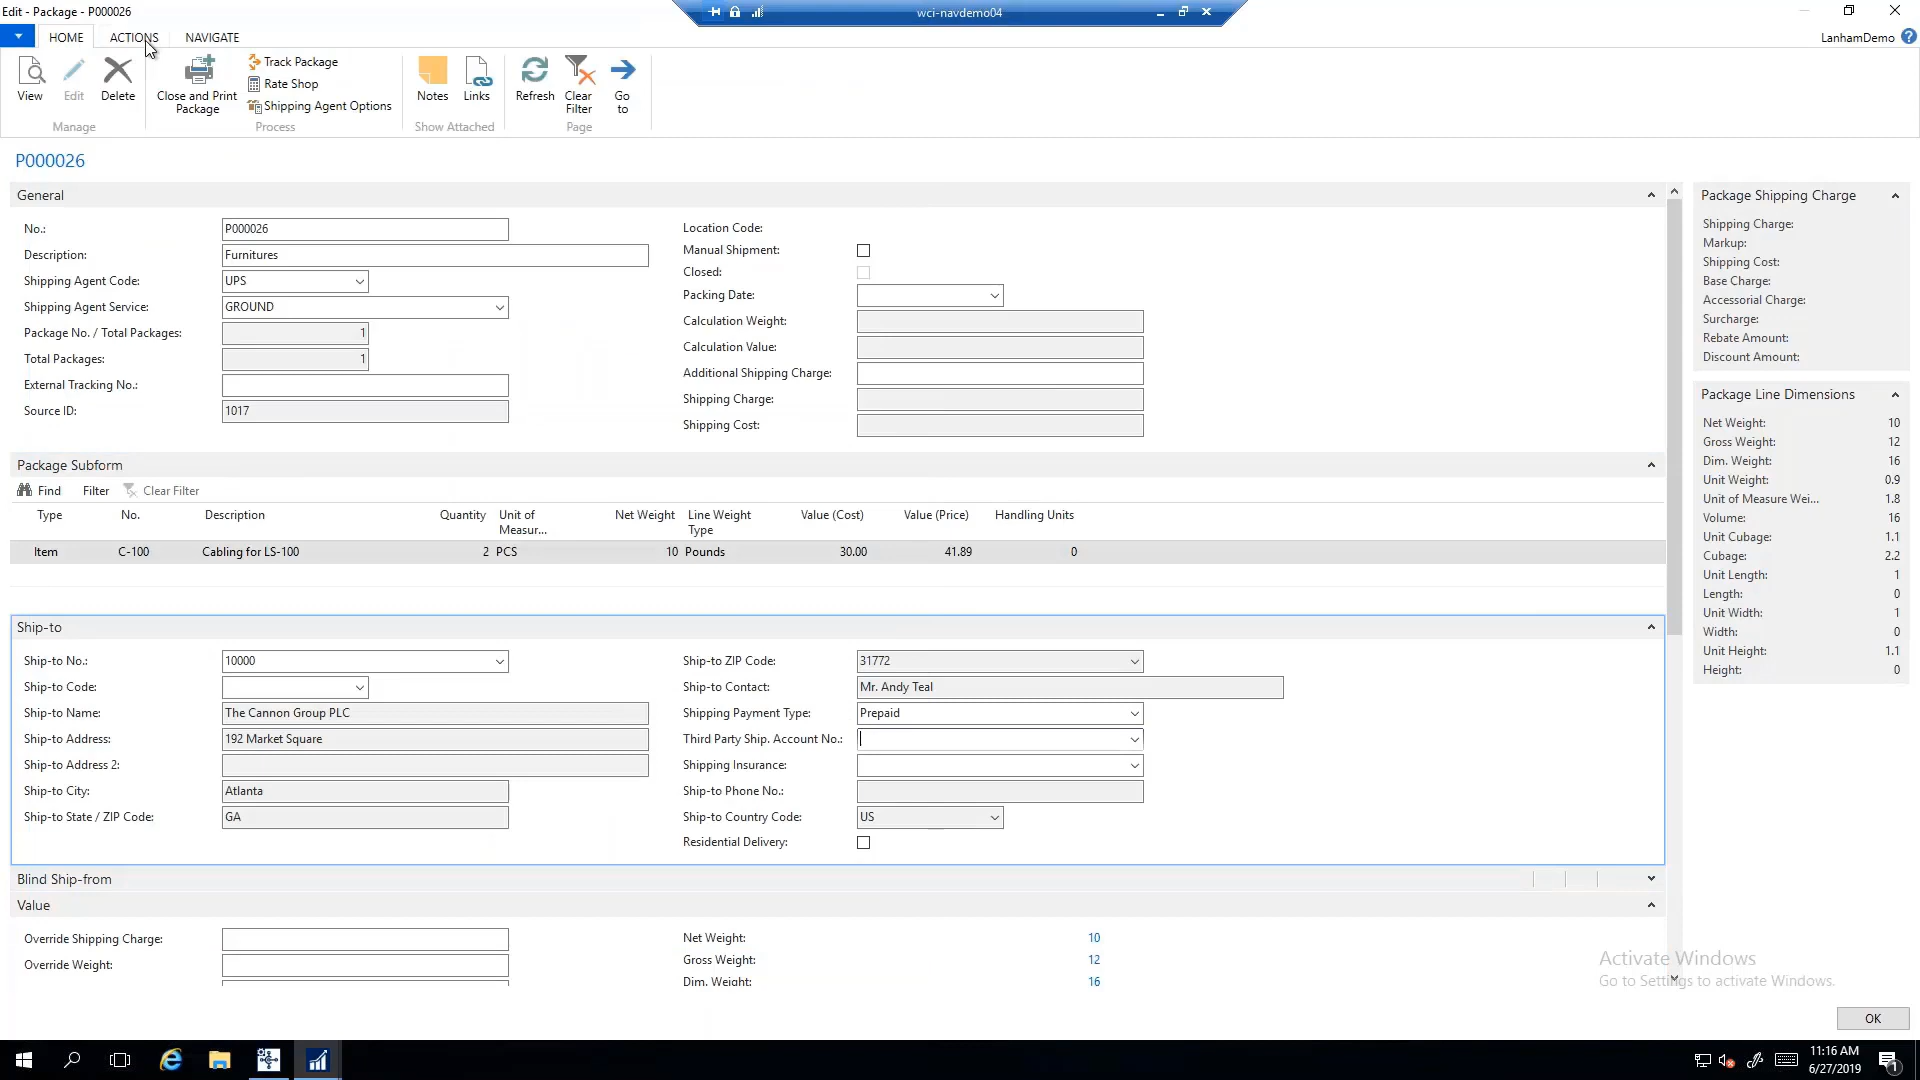 Edit - Package - P000026
wci-navdemo04
HOME ACTIONS NAVIGATE
LanhamDemo
View
Edit
Delete
Close and Print Package
Track Package
Rate Shop
Shipping Agent Options
Notes
Links
Refresh
Clear Filter
Go to
Manage
Process
Show Attached
Page
P000026
General
No.: P000026
Description: Furnitures
Shipping Agent Code: UPS
Shipping Agent Service: GROUND
Package No. / Total Packages: 1
Total Packages: 1
External Tracking No.:
Source ID: 1017
Location Code:
Manual Shipment:
Closed:
Packing Date:
Calculation Weight:
Calculation Value:
Additional Shipping Charge:
Shipping Charge:
Shipping Cost:
Package Subform
Find Filter Clear Filter
Type No. Description Quantity Unit of Measur... Net Weight Line Weight Type Value (Cost) Value (Price) Handling Units
Item C-100 Cabling for LS-100 2 PCS 10 Pounds 30.00 41.89 0
Ship-to
Ship-to No.: 10000
Ship-to Code:
Ship-to Name: The Cannon Group PLC
Ship-to Address: 192 Market Square
Ship-to Address 2:
Ship-to City: Atlanta
Ship-to State / ZIP Code: GA
Ship-to ZIP Code: 31772
Ship-to Contact: Mr. Andy Teal
Shipping Payment Type: Prepaid
Third Party Ship. Account No.:
Shipping Insurance:
Ship-to Phone No.:
Ship-to Country Code: US
Residential Delivery:
Blind Ship-from
Value
Override Shipping Charge:
Override Weight:
Net Weight: 10
Gross Weight: 12
Dim. Weight: 16
Package Shipping Charge
Shipping Charge:
Markup:
Shipping Cost:
Base Charge:
Accessorial Charge:
Surcharge:
Rebate Amount:
Discount Amount:
Package Line Dimensions
Net Weight: 10
Gross Weight: 12
Dim. Weight: 16
Unit Weight: 0.9
Unit of Measure Wei... 1.8
Volume: 16
Unit Cubage: 1.1
Cubage: 2.2
Unit Length: 1
Length: 0
Unit Width: 1
Width: 0
Unit Height: 1.1
Height: 0
Activate Windows
Go to Settings to activate Windows.
OK
11:16 AM
6/27/2019
1